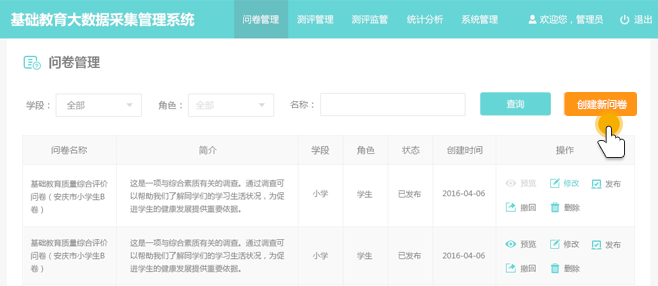 基础教育大数据采集管理系统 问卷管理 测评管理 测评监管 统计分析 系统管理 欢迎您，管理员 退出
问卷管理
学段： 全部 角色： 全部 名称： 查询 创建新问卷
问卷名称 简介 学段 角色 状态 创建时间 操作
基础教育质量综合评价
问卷（安庆市小学生B
卷）
这是一项与综合素质有关的调查。通过调查可
以帮助我们了解同学们的学习生活状况，为促
进学生的健康发展提供重要依据。
小学 学生 已发布 2016-04-06
预览 修改 发布
撤回 删除
基础教育质量综合评价
问卷（安庆市小学生B
卷）
这是一项与综合素质有关的调查。通过调查可
以帮助我们了解同学们的学习生活状况，为促
进学生的健康发展提供重要依据。
小学 学生 已发布 2016-04-06
预览 修改 发布
撤回 删除